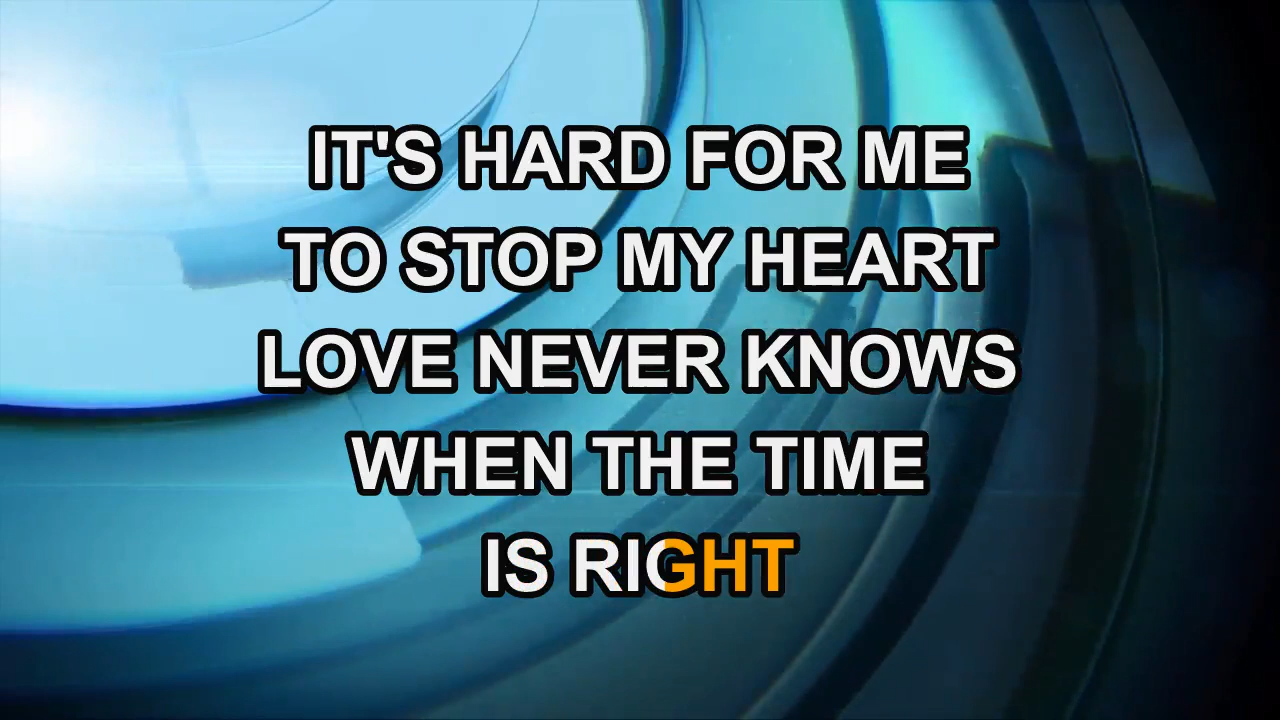 IT'S HARD FOR ME
TO STOP MY HEART
LOVE NEVER KNOWS
WHEN THE TIME
IS RIGHT